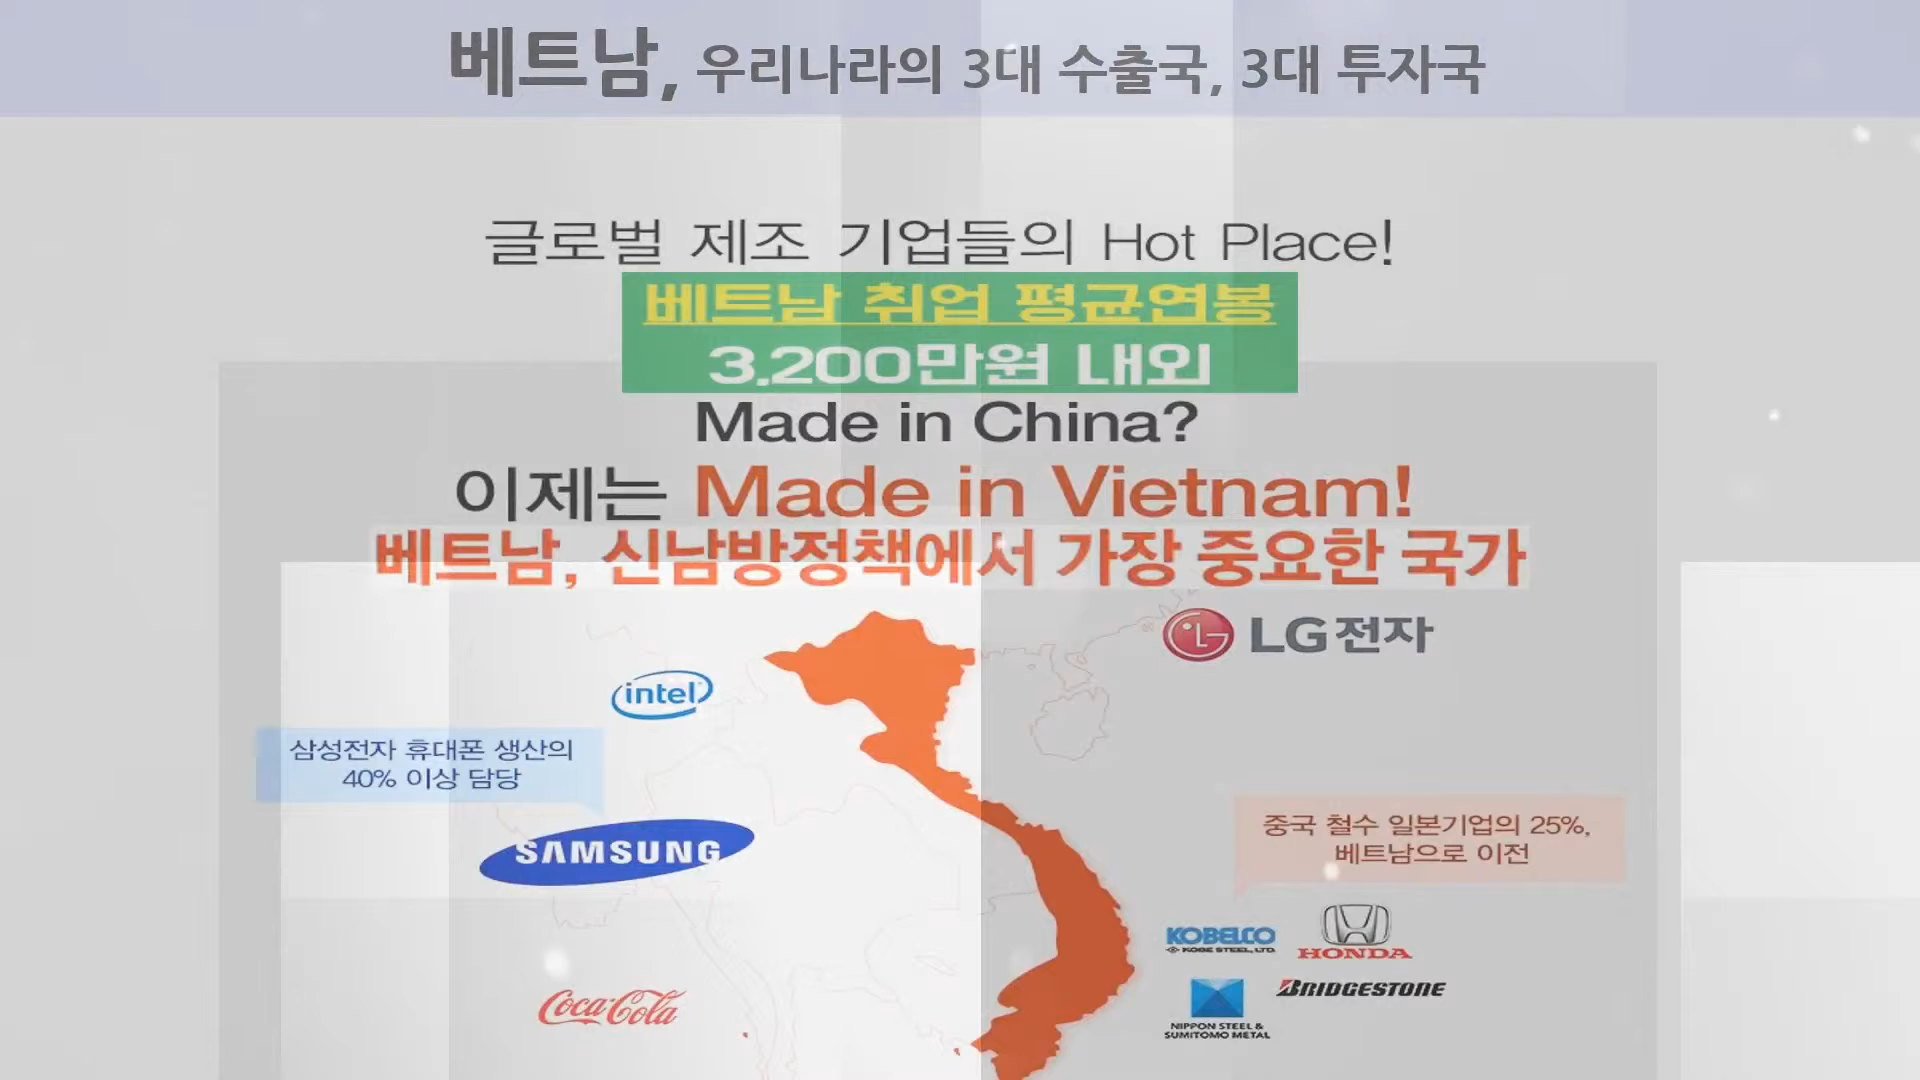 베트남, 우리나라의 3대 수출국, 3대 투자국
글로벌 제조 기업들의 Hot Place!
베트남 취업 평균연봉
3,200만원 내외
Made in China?
이제는 Made in Vietnam!
베트남, 신남방정책에서 가장 중요한 국가
LG전자
intel
삼성전자 휴대폰 생산의
40% 이상 담당
SAMSUNG
중국 철수 일본기업의 25%,
베트남으로 이전
KOBELCO
KOBE STEEL, LTD.
HONDA
Coca-Cola
BRIDGESTONE
NIPPON STEEL &
SUMITOMO METAL